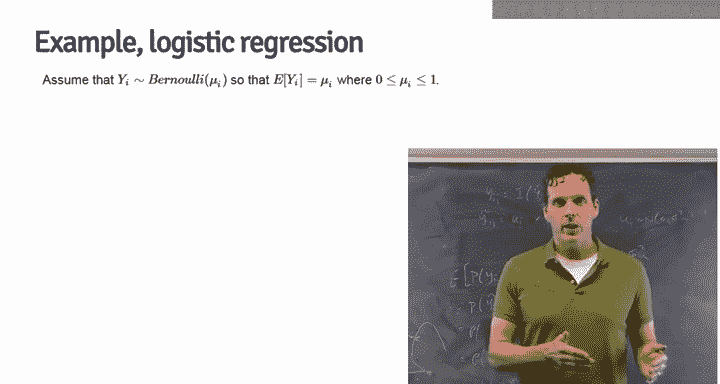 Example, logistic regression
Assume that Yᵢ ~ Bernoulli(μᵢ) so that E[Yᵢ] = μᵢ where 0 ≤ μᵢ ≤ 1.